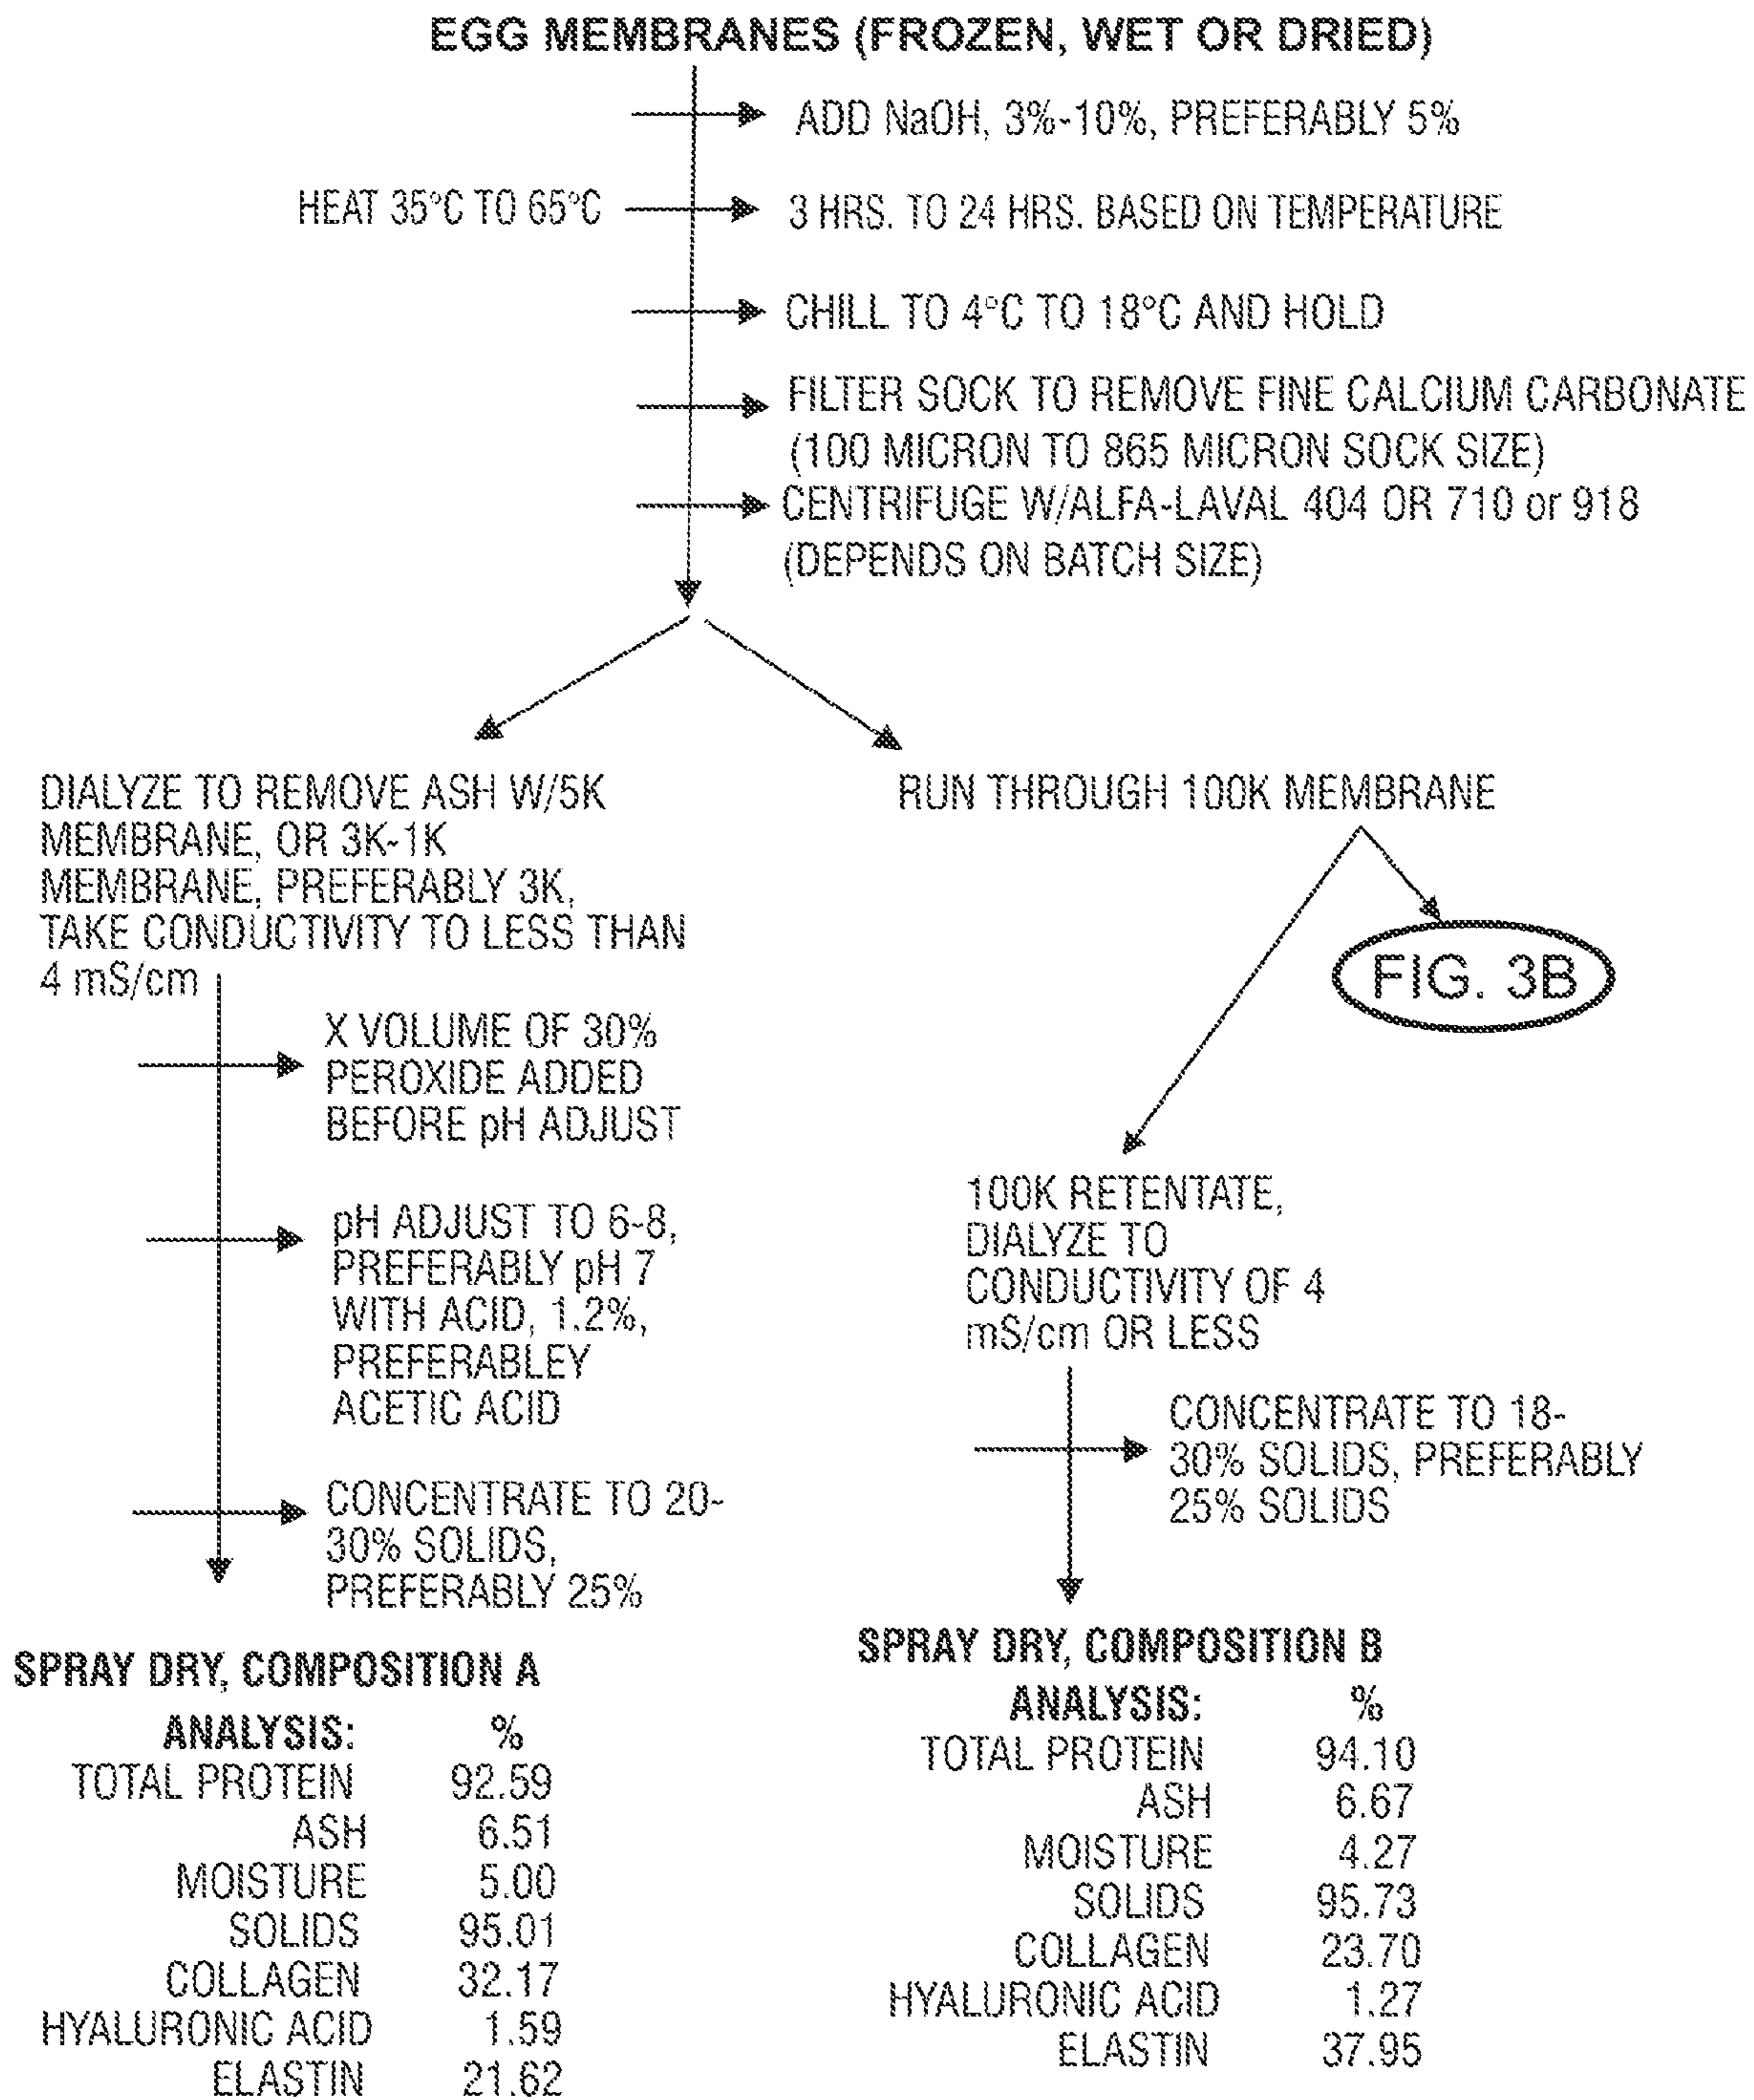 EGG MEMBRANES (FROZEN, WET OR DRIED)
ADD NaOH, 3%-10%, PREFERABLY 5%
HEAT 35°C TO 65°C
3 HRS. TO 24 HRS. BASED ON TEMPERATURE
CHILL TO 4°C TO 18°C AND HOLD
FILTER SOCK TO REMOVE FINE CALCIUM CARBONATE
(100 MICRON TO 865 MICRON SOCK SIZE)
CENTRIFUGE W/ALFA-LAVAL 404 OR 710 or 918
(DEPENDS ON BATCH SIZE)
DIALYZE TO REMOVE ASH W/5K
MEMBRANE, OR 3K-1K
MEMBRANE, PREFERABLY 3K,
TAKE CONDUCTIVITY TO LESS THAN
4 mS/cm
X VOLUME OF 30%
PEROXIDE ADDED
BEFORE pH ADJUST
pH ADJUST TO 6-8,
PREFERABLY pH 7
WITH ACID, 1.2%,
PREFERABLEY
ACETIC ACID
CONCENTRATE TO 20-
30% SOLIDS,
PREFERABLY 25%
SPRAY DRY, COMPOSITION A
ANALYSIS: %
TOTAL PROTEIN 92.59
ASH 6.51
MOISTURE 5.00
SOLIDS 95.01
COLLAGEN 32.17
HYALURONIC ACID 1.59
ELASTIN 21.62
RUN THROUGH 100K MEMBRANE
FIG. 3B
100K RETENTATE,
DIALYZE TO
CONDUCTIVITY OF 4
mS/cm OR LESS
CONCENTRATE TO 18-
30% SOLIDS, PREFERABLY
25% SOLIDS
SPRAY DRY, COMPOSITION B
ANALYSIS: %
TOTAL PROTEIN 94.10
ASH 6.67
MOISTURE 4.27
SOLIDS 95.73
COLLAGEN 23.70
HYALURONIC ACID 1.27
ELASTIN 37.95